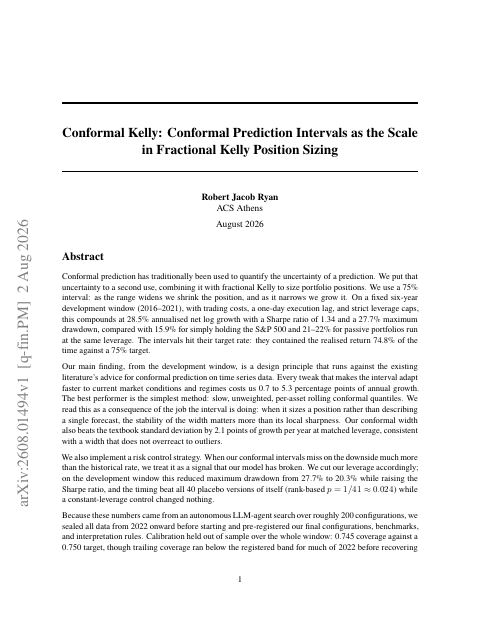 Conformal Kelly: Conformal Prediction Intervals as the Scale
in Fractional Kelly Position Sizing
Robert Jacob Ryan
ACS Athens
August 2026
arXiv:2608.01494v1 [q-fin.PM] 2 Aug 2026
Abstract
Conformal prediction has traditionally been used to quantify the uncertainty of a prediction. We put that
uncertainty to a second use, combining it with fractional Kelly to size portfolio positions. We use a 75%
interval: as the range widens we shrink the position, and as it narrows we grow it. On a fixed six-year
development window (2016–2021), with trading costs, a one-day execution lag, and strict leverage caps,
this compounds at 28.5% annualised net log growth with a Sharpe ratio of 1.34 and a 27.7% maximum
drawdown, compared with 15.9% for simply holding the S&P 500 and 21–22% for passive portfolios run
at the same leverage. The intervals hit their target rate: they contained the realised return 74.8% of the
time against a 75% target.
Our main finding, from the development window, is a design principle that runs against the existing
literature's advice for conformal prediction on time series data. Every tweak that makes the interval adapt
faster to current market conditions and regimes costs us 0.7 to 5.3 percentage points of annual growth.
The best performer is the simplest method: slow, unweighted, per-asset rolling conformal quantiles. We
read this as a consequence of the job the interval is doing: when it sizes a position rather than describing
a single forecast, the stability of the width matters more than its local sharpness. Our conformal width
also beats the textbook standard deviation by 2.1 points of growth per year at matched leverage, consistent
with a width that does not overreact to outliers.
We also implement a risk control strategy. When our conformal intervals miss on the downside much more
than the historical rate, we treat it as a signal that our model has broken. We cut our leverage accordingly;
on the development window this reduced maximum drawdown from 27.7% to 20.3% while raising the
Sharpe ratio, and the timing beat all 40 placebo versions of itself (rank-based p = 1/41 ≈ 0.024) while
a constant-leverage control changed nothing.
Because these numbers came from an autonomous LLM-agent search over roughly 200 configurations, we
sealed all data from 2022 onward before starting and pre-registered our final configurations, benchmarks,
and interpretation rules. Calibration held out of sample over the whole window: 0.745 coverage against a
0.750 target, though trailing coverage ran below the registered band for much of 2022 before recovering
1